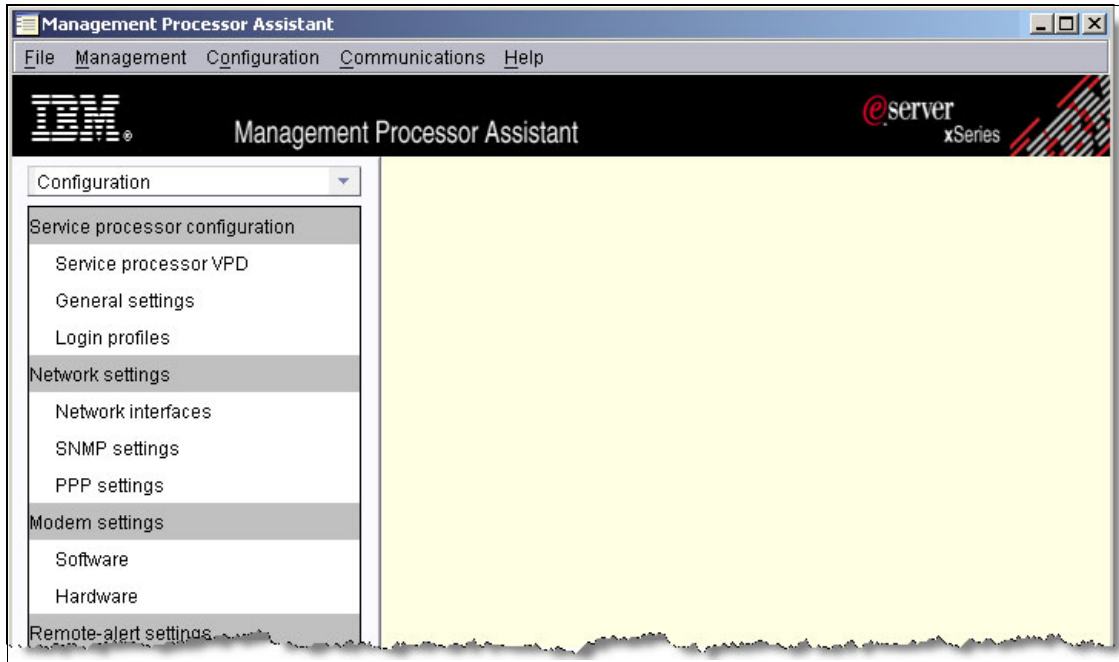 Management Processor Assistant
File Management Configuration Communications Help
IBM® Management Processor Assistant
eserver
xSeries
Configuration
Service processor configuration
Service processor VPD
General settings
Login profiles
Network settings
Network interfaces
SNMP settings
PPP settings
Modem settings
Software
Hardware
Remote-alert settings